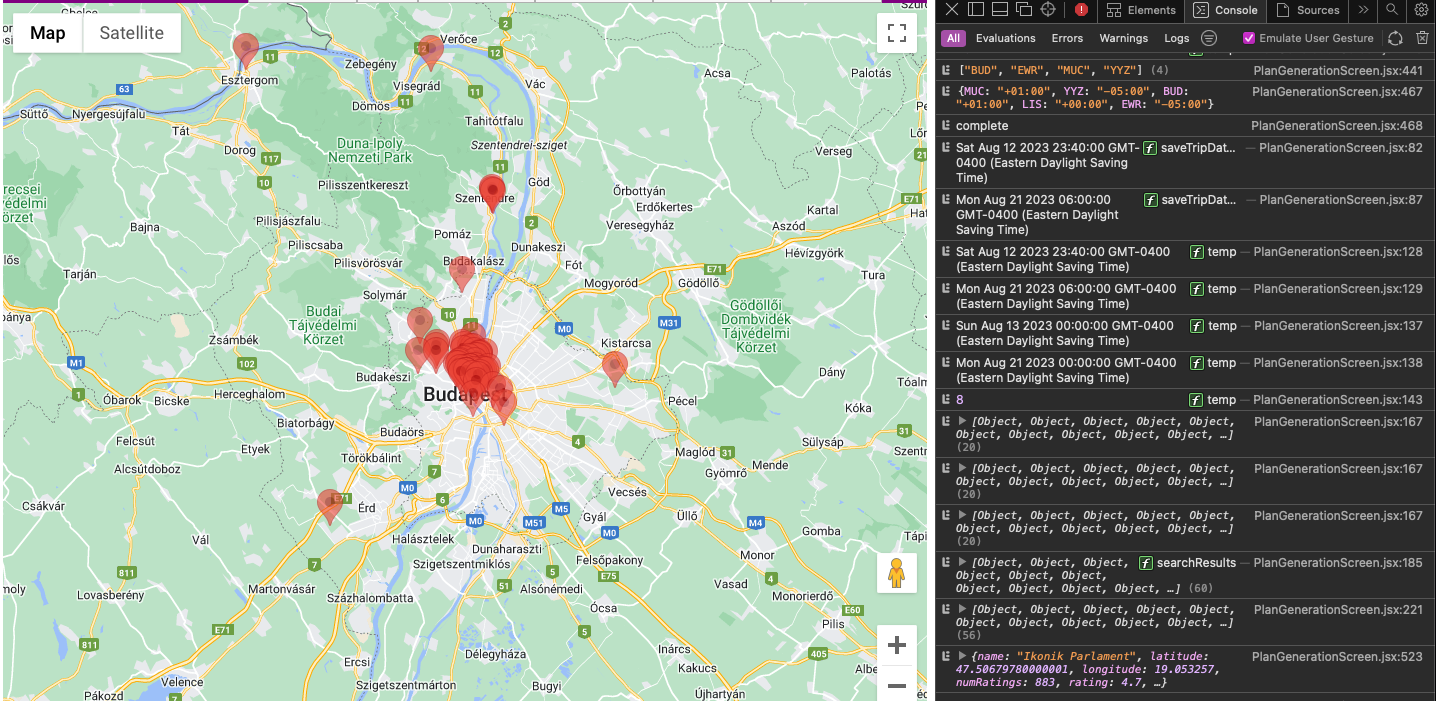 Map
Satellite
Verőce
Esztergom
Zebegény
Visegrád
Vác
Acsa
Palotás
Süttő
Nyergesújfalu
Dömös
Tát
Tahitótfalu
Dorog
Duna-Ipoly
Nemzeti Park
Szentendrei-sziget
Verseg
Pilisszentkereszt
Göd
Őrbottyán
Erdőkertes
Veresegyház
Kartal
Aszód
Bajna
Pilisjászfalu
Pomáz
Dunakeszi
Piliscsaba
Hévízgyörk
Tarján
Pilisvörösvár
Budakalász
Fót
Mogyoród
Gödöllő
Tura
Solymár
Budai
Tájvédelmi
Körzet
Gödöllői
Dombvidék
Tájvédelmi
Körzet
Zsámbék
Kistarcsa
Budakeszi
Dány
Budapest
Óbarok
Bicske
Herceghalom
Pécel
Kóka
Biatorbágy
Budaörs
Felcsút
Etyek
Törökbálint
Maglód
Sülysáp
Alcsútdoboz
Gyömrő
Mende
Csákvár
Érd
Vecsés
Gyál
Üllő
Vál
Halásztelek
Dunaharaszti
Gomba
Felsőpakony
Monor
Szigetszentmiklós
Martonvásár
Százhalombatta
Alsónémedi
Vasad
Monorierdő
Lovasberény
Ócsa
Pilis
Délegyháza
Inárcs
Kakucs
Ercsi
Velence
Szigetszentmárton
Bugyi
Pákozd
Újhartyán
11
12
12
63
11
11
117
10
11
E71
2
E71
10
11
M0
M31
M1
102
1
4
31
31
7
M0
E71
6
M0
M51
M5
M0
M4
7
5
E75
51
4
811
E71
5
E60
811
405
7
Elements
Console
Sources
All
Evaluations
Errors
Warnings
Logs
Emulate User Gesture
["BUD", "EWR", "MUC", "YYZ"] (4)
PlanGenerationScreen.jsx:441
{MUC: "+01:00", YYZ: "−05:00", BUD:
"+01:00", LIS: "+00:00", EWR: "−05:00"}
PlanGenerationScreen.jsx:467
complete
PlanGenerationScreen.jsx:468
Sat Aug 12 2023 23:40:00 GMT-
0400 (Eastern Daylight Saving
Time)
f saveTripDat… — PlanGenerationScreen.jsx:82
Mon Aug 21 2023 06:00:00
GMT-0400 (Eastern Daylight
Saving Time)
f saveTripDat… — PlanGenerationScreen.jsx:87
Sat Aug 12 2023 23:40:00 GMT-0400
(Eastern Daylight Saving Time)
f temp — PlanGenerationScreen.jsx:128
Mon Aug 21 2023 06:00:00 GMT-0400
(Eastern Daylight Saving Time)
f temp — PlanGenerationScreen.jsx:129
Sun Aug 13 2023 00:00:00 GMT-0400
(Eastern Daylight Saving Time)
f temp — PlanGenerationScreen.jsx:137
Mon Aug 21 2023 00:00:00 GMT-0400
(Eastern Daylight Saving Time)
f temp — PlanGenerationScreen.jsx:138
8
f temp — PlanGenerationScreen.jsx:143
[Object, Object, Object, Object, Object,
Object, Object, Object, Object, Object, …]
(20)
PlanGenerationScreen.jsx:167
[Object, Object, Object, Object, Object,
Object, Object, Object, Object, Object, …]
(20)
PlanGenerationScreen.jsx:167
[Object, Object, Object, Object, Object,
Object, Object, Object, Object, Object, …]
(20)
PlanGenerationScreen.jsx:167
[Object, Object, Object,
Object, Object, Object,
Object, Object, Object,
Object, …] (60)
f searchResults — PlanGenerationScreen.jsx:185
[Object, Object, Object, Object, Object,
Object, Object, Object, Object, Object, …]
(56)
PlanGenerationScreen.jsx:221
{name: "Ikonik Parlament", latitude:
47.50679780000001, longitude: 19.053257,
numRatings: 883, rating: 4.7, …}
PlanGenerationScreen.jsx:523